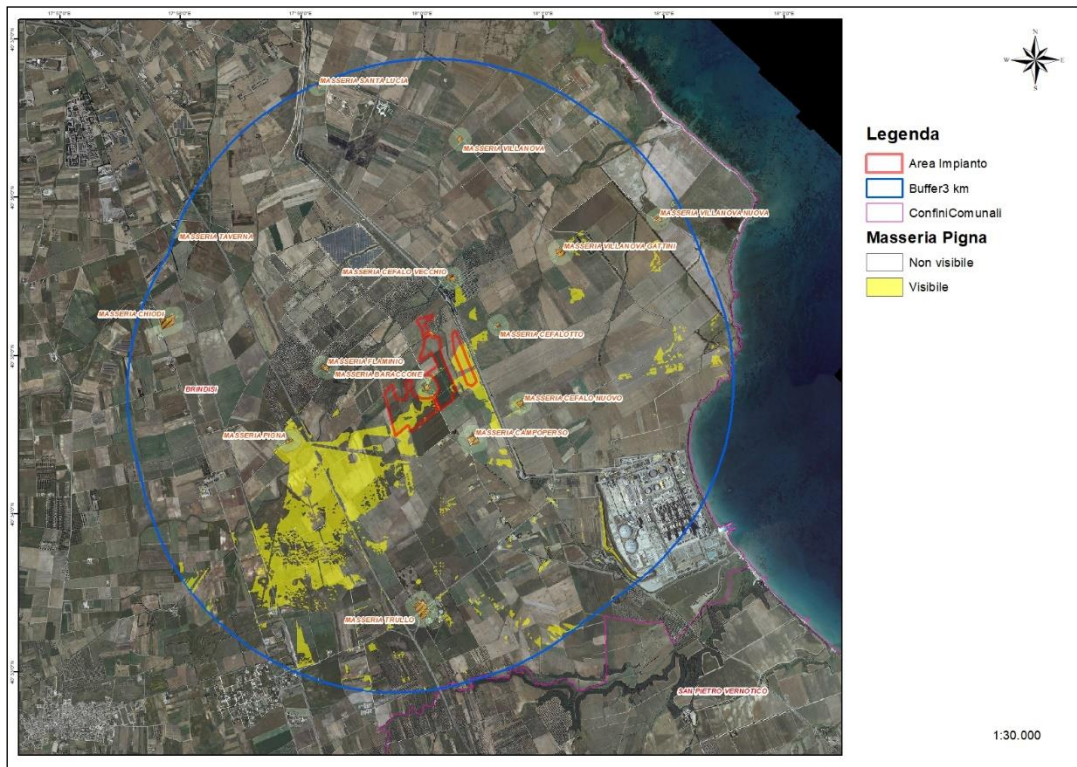 MASSERIA SANTA LUCIA
MASSERIA VILLANOVA
MASSERIA VILLANOVA NUOVA
MASSERIA TAVERNA
MASSERIA VILLANOVA GATTINI
MASSERIA CEFALO VECCHIO
MASSERIA CHIODI
MASSERIA CEFALOTTO
MASSERIA FLAMINIO
MASSERIA BARACCONE
BRINDISI
MASSERIA CEFALO NUOVO
MASSERIA PIGNA
MASSERIA CAMPOPERSO
MASSERIA TRULLO
SAN PIETRO VERNOTICO
N
W
E
S
Legenda
Area Impianto
Buffer3 km
ConfiniComunali
Masseria Pigna
Non visibile
Visibile
1:30.000